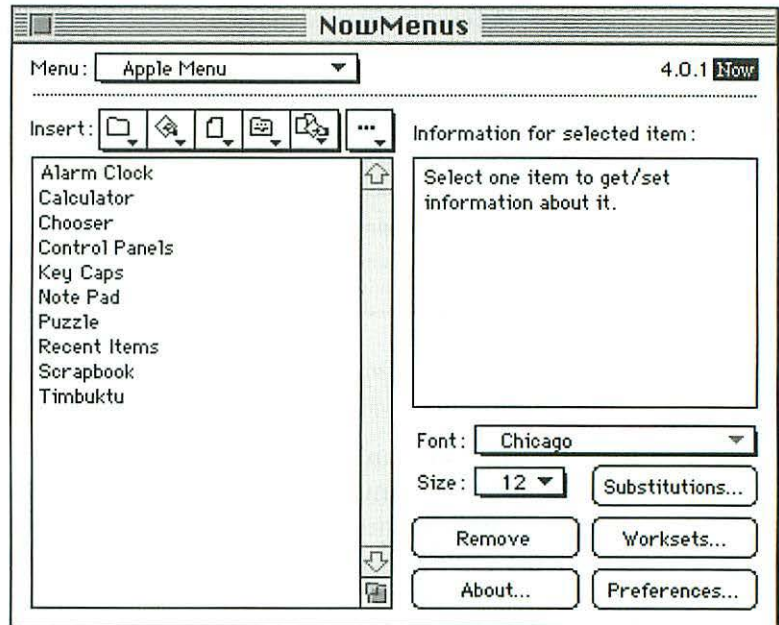 NowMenus
Menu: Apple Menu
4.0.1 Now
Insert:
...
Information for selected item:
Alarm Clock
Calculator
Chooser
Control Panels
Key Caps
Note Pad
Puzzle
Recent Items
Scrapbook
Timbuktu
Select one item to get/set
information about it.
Font: Chicago
Size: 12
Substitutions...
Remove
Worksets...
About...
Preferences...